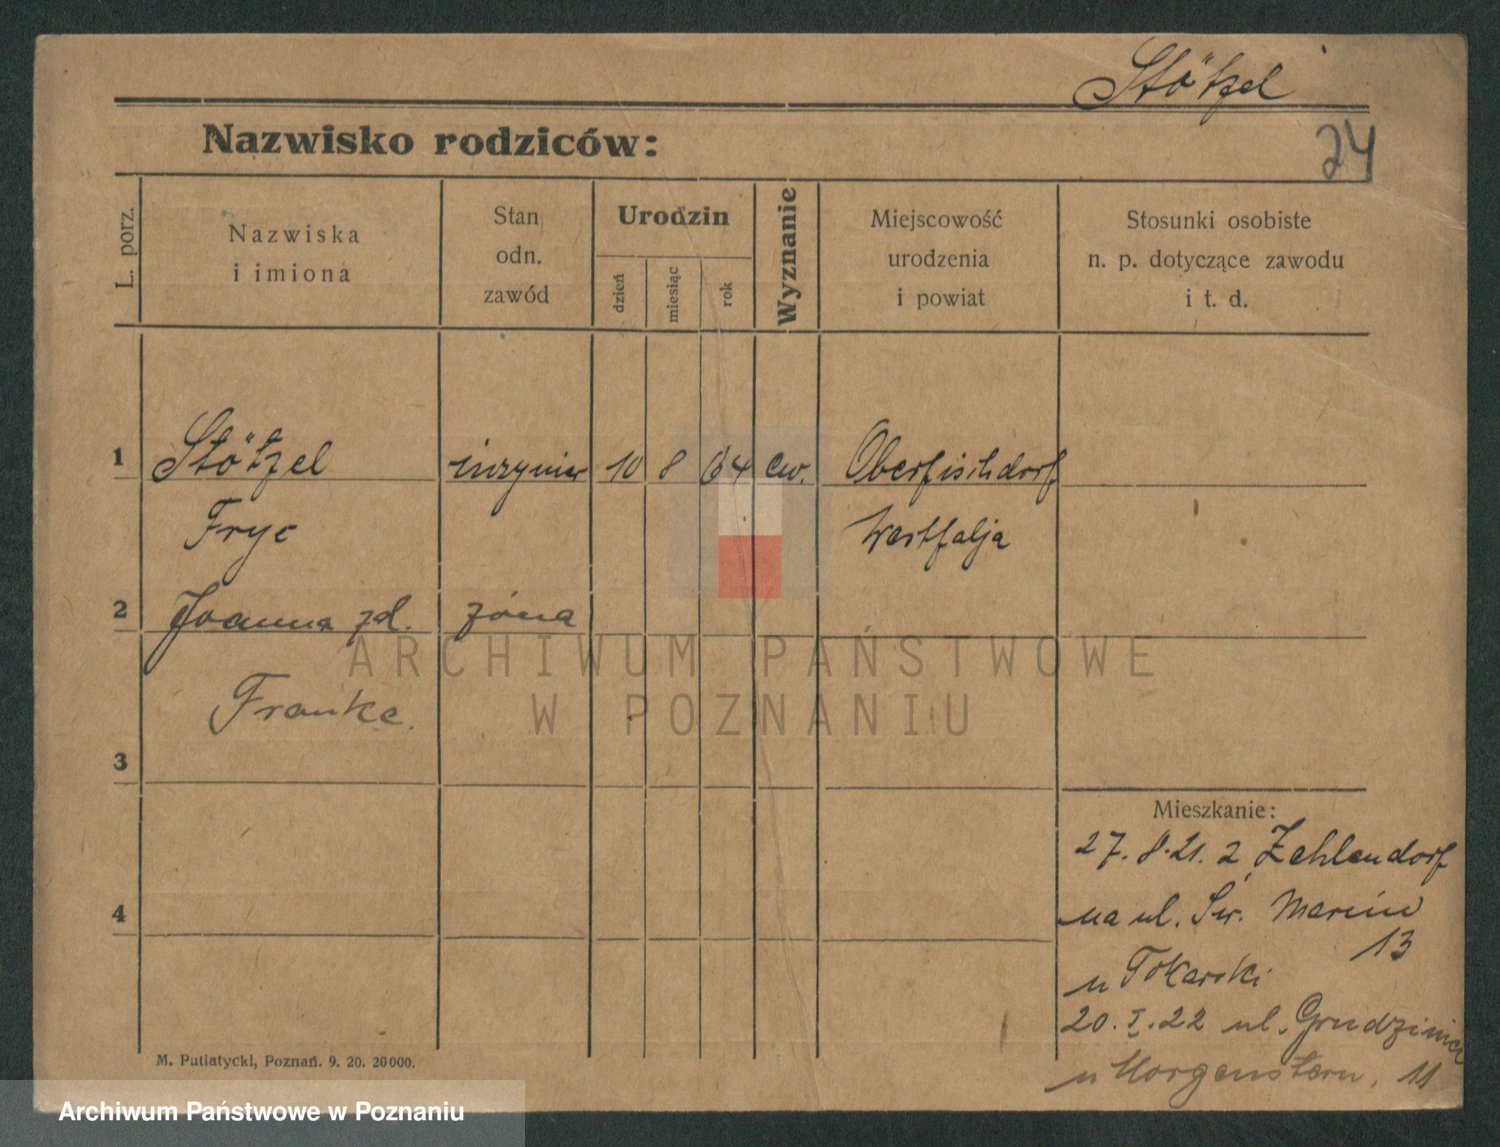 Stötzel
Nazwisko rodziców:
24
L. porz.
Nazwiska
i imiona
Stan
odn.
zawód
Urodzin
dzień
miesiąc
rok
Wyznanie
Miejscowość
urodzenia
i powiat
Stosunki osobiste
n. p. dotyczące zawodu
i t. d.
1
Stötzel inżynier 10 8 64 ew. Oberfischdorf
Fryc Westfalja
2
Joanna zd. żona
Franke.
3
4
Mieszkanie:
27.8.21. z Zehlendorf
na ul. Św. Marcin
13
u Tokarski
20.I.22 ul. Grudzieniec
u Morgenstern, 11
M. Putiatycki, Poznań. 9. 20. 20000.
ARCHIWUM PAŃSTWOWE
W POZNANIU
Archiwum Państwowe w Poznaniu